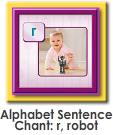 r
Alphabet Sentence
Chant: r, robot